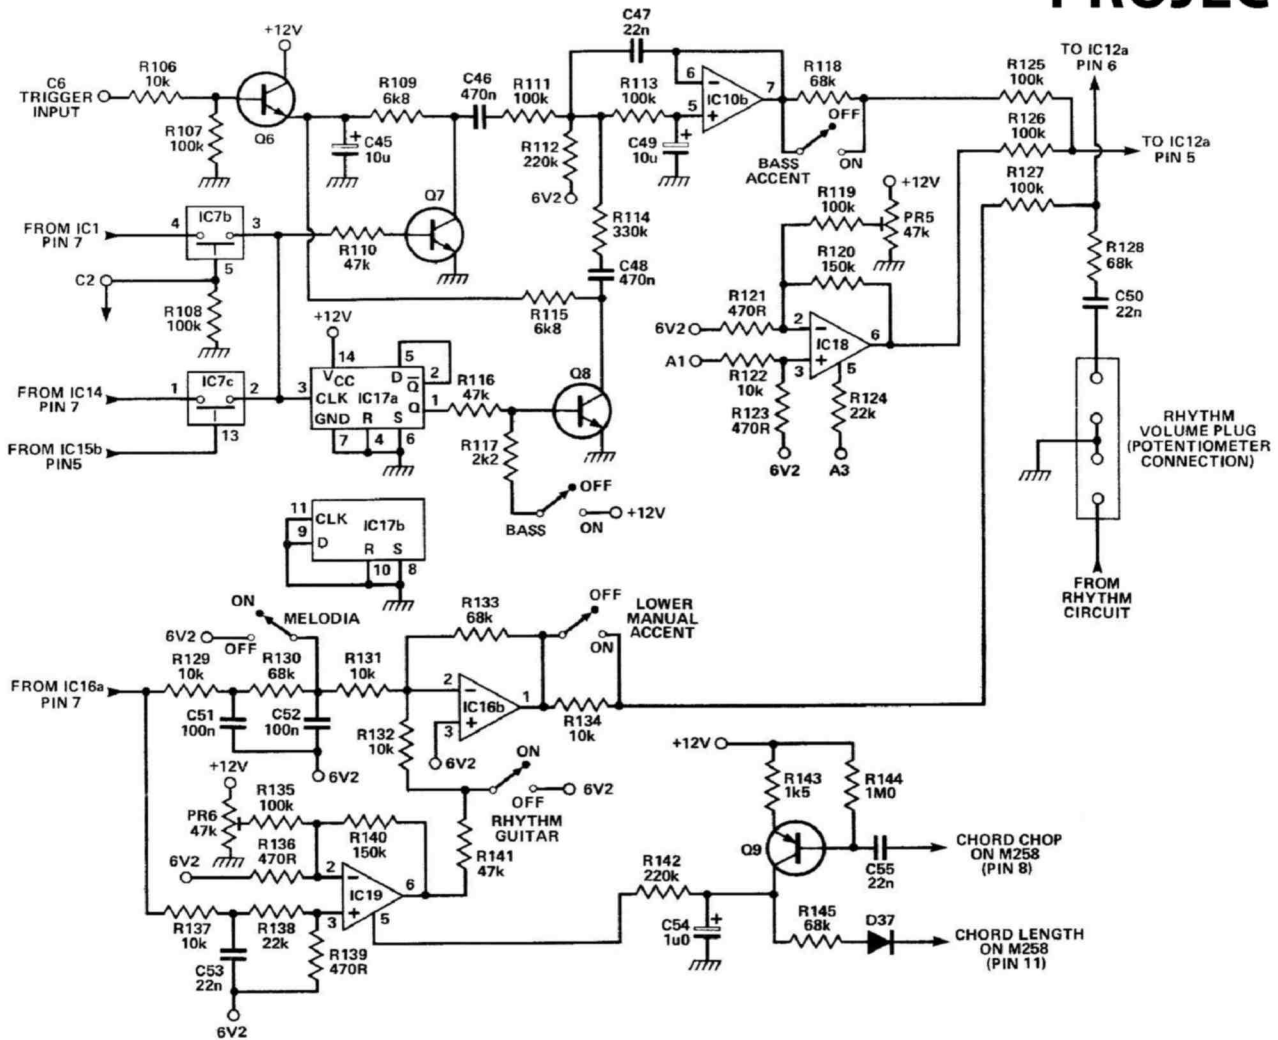 PROJEC
C47
22n
+12V
TO IC12a
PIN 6
R106
10k
C6
TRIGGER
INPUT
R109
6k8
C46
470n
R111
100k
R113
100k
6
7
5
IC10b
R118
68k
R125
100k
R107
100k
Q6
C45
10u
R112
220k
C49
10u
OFF
BASS
ACCENT
ON
R126
100k
TO IC12a
PIN 5
6V2
R119
100k
+12V
R127
100k
IC7b
4
3
5
FROM IC1
PIN 7
Q7
R114
330k
PR5
47k
R110
47k
R120
150k
R128
68k
C2
C48
470n
R108
100k
R115
6k8
R121
470R
C50
22n
+12V
6V2
2
6
IC18
14
5
VCC
D
Q
2
A1
3
5
FROM IC14
PIN 7
1
IC7c
2
3
CLK
IC17a
Q
1
R116
47k
Q8
R122
10k
R124
22k
GND
R
S
R123
470R
RHYTHM
VOLUME PLUG
(POTENTIOMETER
CONNECTION)
13
7
4
6
R117
2k2
FROM IC15b
PIN5
6V2
A3
OFF
BASS
ON
+12V
11
CLK
IC17b
9
D
R
S
10
8
FROM
RHYTHM
CIRCUIT
ON
MELODIA
R133
68k
OFF
LOWER
MANUAL
ACCENT
6V2
OFF
ON
R129
10k
R130
68k
R131
10k
FROM IC16a
PIN 7
2
1
IC16b
3
C51
100n
C52
100n
R132
10k
R134
10k
6V2
+12V
6V2
ON
R143
1k5
R144
1M0
+12V
R135
100k
OFF
6V2
PR6
47k
RHYTHM
GUITAR
R140
150k
R136
470R
R141
47k
Q9
CHORD CHOP
ON M258
(PIN 8)
C55
22n
6V2
2
6
IC19
3
5
R142
220k
R137
10k
R138
22k
R145
68k
D37
C54
1u0
CHORD LENGTH
ON M258
(PIN 11)
R139
470R
C53
22n
6V2